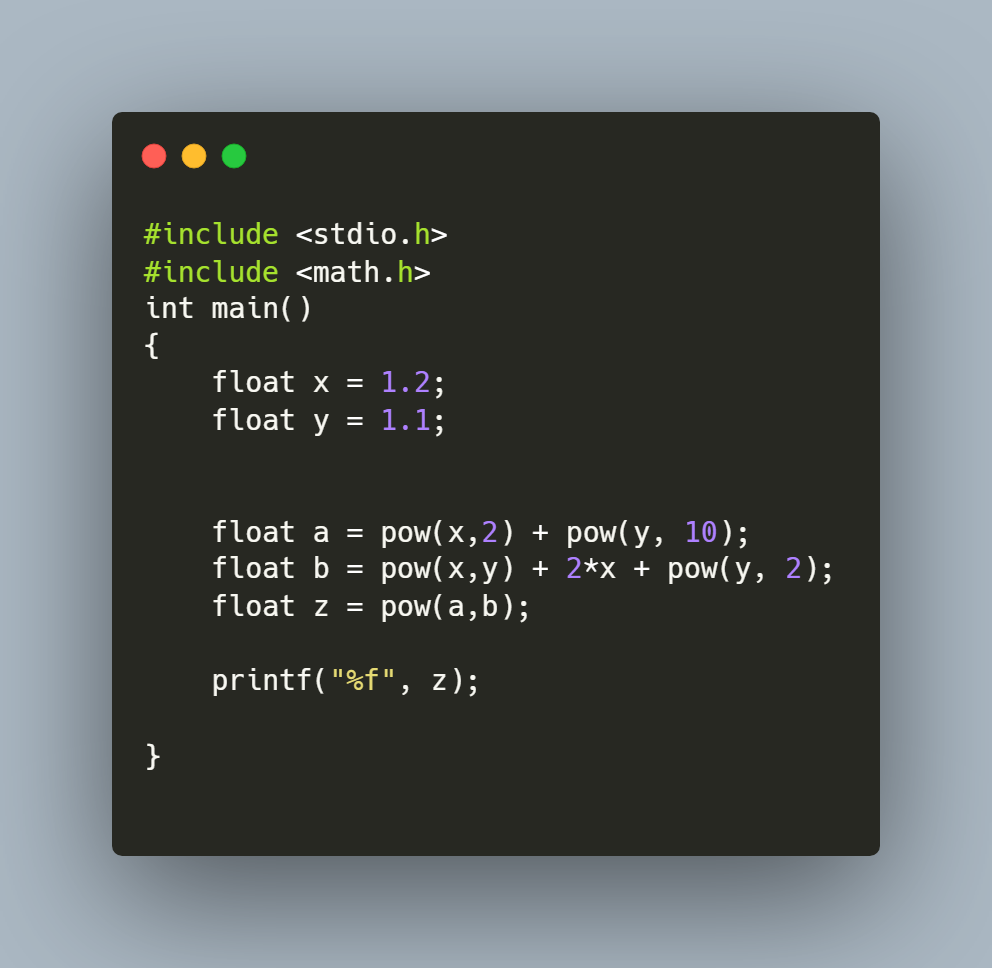 #include <stdio.h>
#include <math.h>
int main()
{
    float x = 1.2;
    float y = 1.1;
    float a = pow(x,2) + pow(y, 10);
    float b = pow(x,y) + 2*x + pow(y, 2);
    float z = pow(a,b);
    printf("%f", z);
}